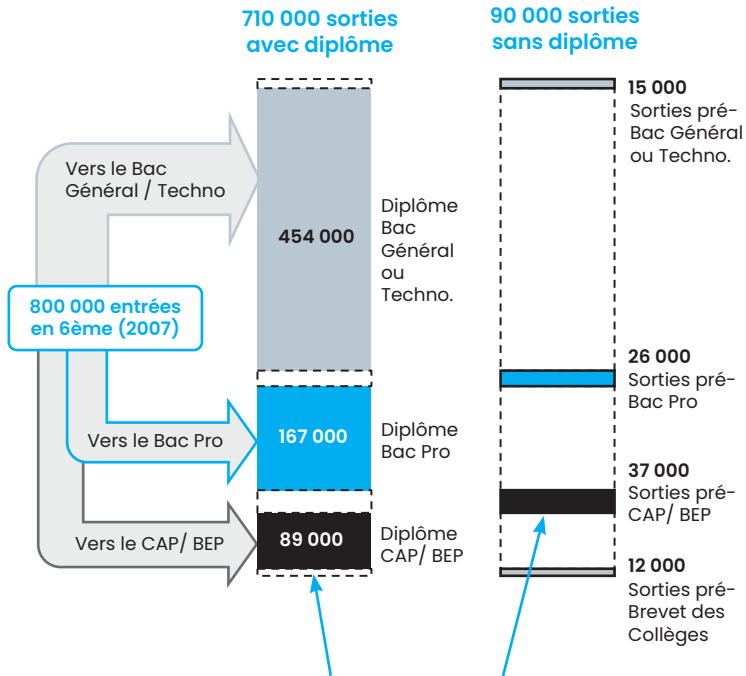 710 000 sorties
avec diplôme
90 000 sorties
sans diplôme
15 000
Sorties pré-
Bac Général
ou Techno.
Vers le Bac
Général / Techno
Diplôme
Bac
Général
ou
Techno.
454 000
800 000 entrées
en 6ème (2007)
26 000
Sorties pré-
Bac Pro
Vers le Bac Pro
167 000
Diplôme
Bac Pro
37 000
Sorties pré-
CAP/ BEP
Vers le CAP/ BEP
89 000
Diplôme
CAP/ BEP
12 000
Sorties pré-
Brevet des
Collèges